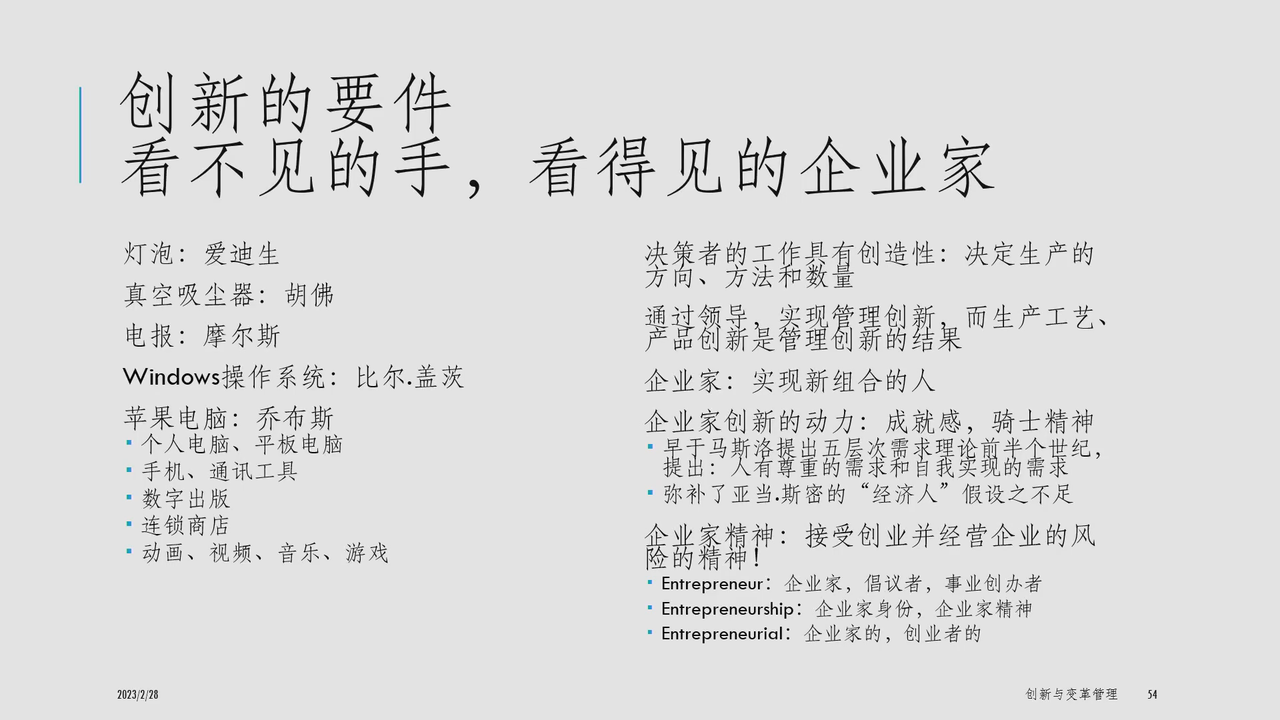 创新的要件
看不见的手，看得见的企业家
灯泡：爱迪生
真空吸尘器：胡佛
电报：摩尔斯
Windows操作系统：比尔.盖茨
苹果电脑：乔布斯
个人电脑、平板电脑
手机、通讯工具
数字出版
连锁商店
动画、视频、音乐、游戏
决策者的工作具有创造性：决定生产的
方向、方法和数量
通过领导，实现管理创新，而生产工艺、
产品创新是管理创新的结果
企业家：实现新组合的人
企业家创新的动力：成就感，骑士精神
早于马斯洛提出五层次需求理论前半个世纪，
提出：人有尊重的需求和自我实现的需求
弥补了亚当.斯密的“经济人”假设之不足
企业家精神：接受创业并经营企业的风
险的精神！
Entrepreneur：企业家，倡议者，事业创办者
Entrepreneurship：企业家身份，企业家精神
Entrepreneurial：企业家的，创业者的
2023/2/28
创新与变革管理
54